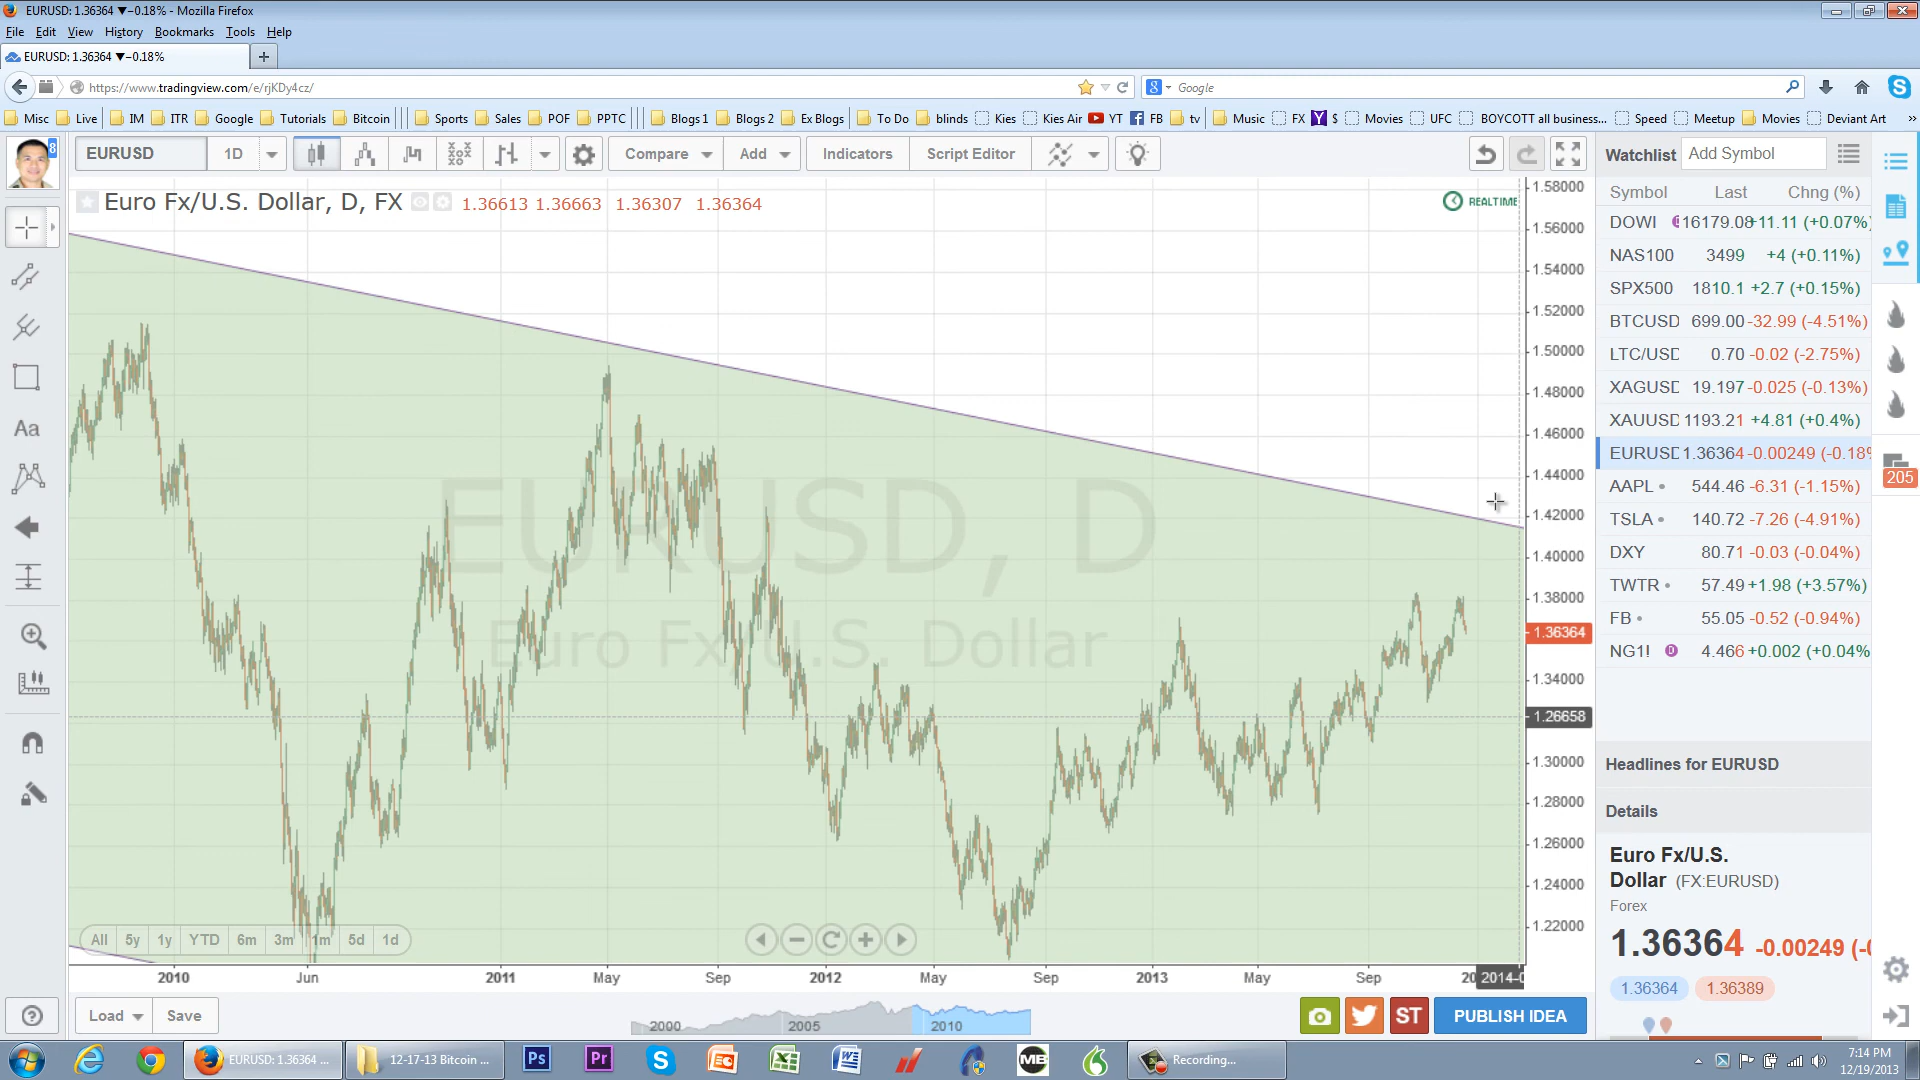 EURUSD: 1.36364 ▼−0.18% - Mozilla Firefox
File Edit View History Bookmarks Tools Help
EURUSD: 1.36364 ▼−0.18%
https://www.tradingview.com/e/rjKDy4cz/
Google
Misc Live IM ITR Google Tutorials Bitcoin Sports Sales POF PPTC Blogs 1 Blogs 2 Ex Blogs To Do blinds Kies Kies Air YT FB tv Music FX $ Movies UFC BOYCOTT all business... Speed Meetup Movies Deviant Art »
EURUSD 1D Compare Add Indicators Script Editor
Watchlist Add Symbol
Euro Fx/U.S. Dollar, D, FX 1.36613 1.36663 1.36307 1.36364
REALTIME
Symbol Last Chng (%)
DOWI 16179.08 +11.11 (+0.07%)
NAS100 3499 +4 (+0.11%)
SPX500 1810.1 +2.7 (+0.15%)
BTCUSD 699.00 -32.99 (-4.51%)
LTC/USD 0.70 -0.02 (-2.75%)
XAGUSD 19.197 -0.025 (-0.13%)
XAUUSD 1193.21 +4.81 (+0.4%)
EURUSD 1.36364 -0.00249 (-0.18%
AAPL 544.46 -6.31 (-1.15%)
205
TSLA 140.72 -7.26 (-4.91%)
DXY 80.71 -0.03 (-0.04%)
TWTR 57.49 +1.98 (+3.57%)
FB 55.05 -0.52 (-0.94%)
NG1! D 4.466 +0.002 (+0.04%
Headlines for EURUSD
Details
Euro Fx/U.S.
Dollar (FX:EURUSD)
Forex
1.36364 -0.00249 (-0
1.36364 1.36389
1.58000
1.56000
1.54000
1.52000
1.50000
1.48000
1.46000
1.44000
1.42000
1.40000
1.38000
1.36364
1.34000
1.26658
1.30000
1.28000
1.26000
1.24000
1.22000
EURUSD, D
Euro Fx/U.S. Dollar
Aa
All 5y 1y YTD 6m 3m 1m 5d 1d
2010 Jun 2011 May Sep 2012 May Sep 2013 May Sep 20 2014-0
Load Save
2000 2005 2010
ST PUBLISH IDEA
EURUSD: 1.36364 ...
12-17-13 Bitcoin ...
Ps Pr MB
Recording...
7:14 PM
12/19/2013